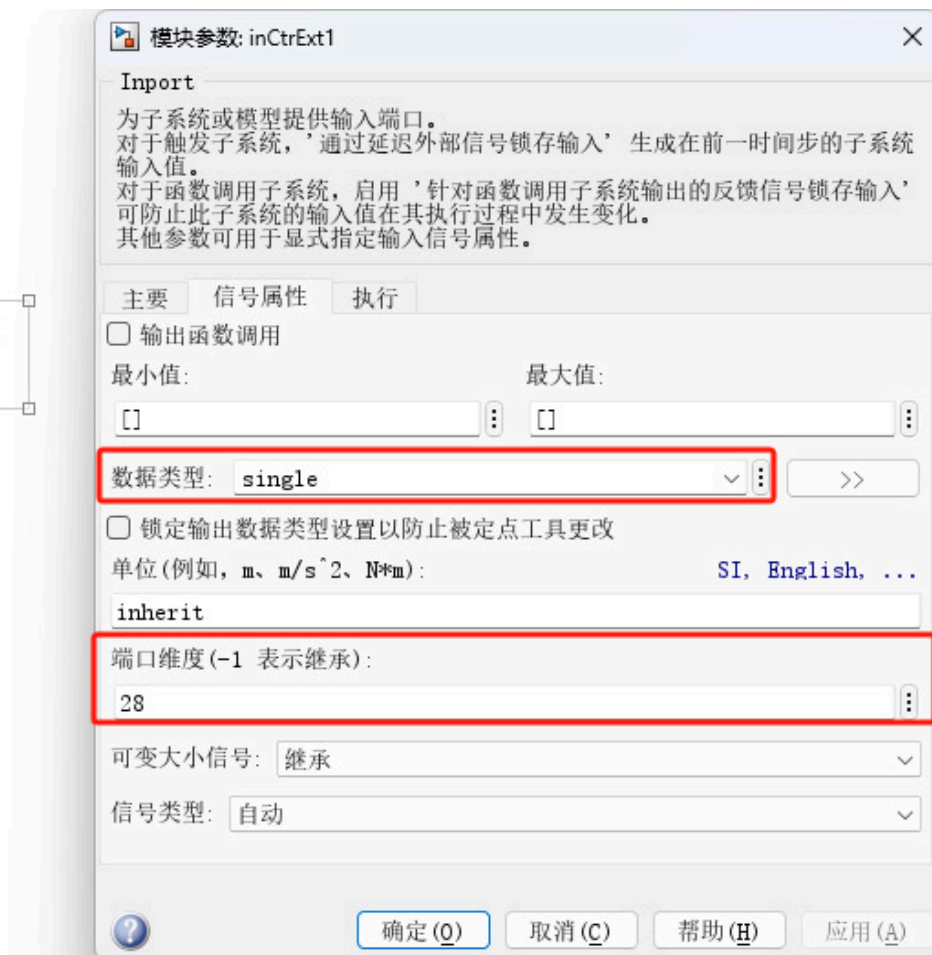 模块参数: inCtrExt1
Inport
为子系统或模型提供输入端口。
对于触发子系统，'通过延迟外部信号锁存输入' 生成在前一时间步的子系统
输入值。
对于函数调用子系统，启用 '针对函数调用子系统输出的反馈信号锁存输入'
可防止此子系统的输入值在其执行过程中发生变化。
其他参数可用于显式指定输入信号属性。
主要 信号属性 执行
输出函数调用
最小值: 最大值:
[] []
数据类型: single >>
锁定输出数据类型设置以防止被定点工具更改
单位(例如，m、m/s^2、N*m): SI, English, ...
inherit
端口维度(-1 表示继承):
28
可变大小信号: 继承
信号类型: 自动
确定(O) 取消(C) 帮助(H) 应用(A)